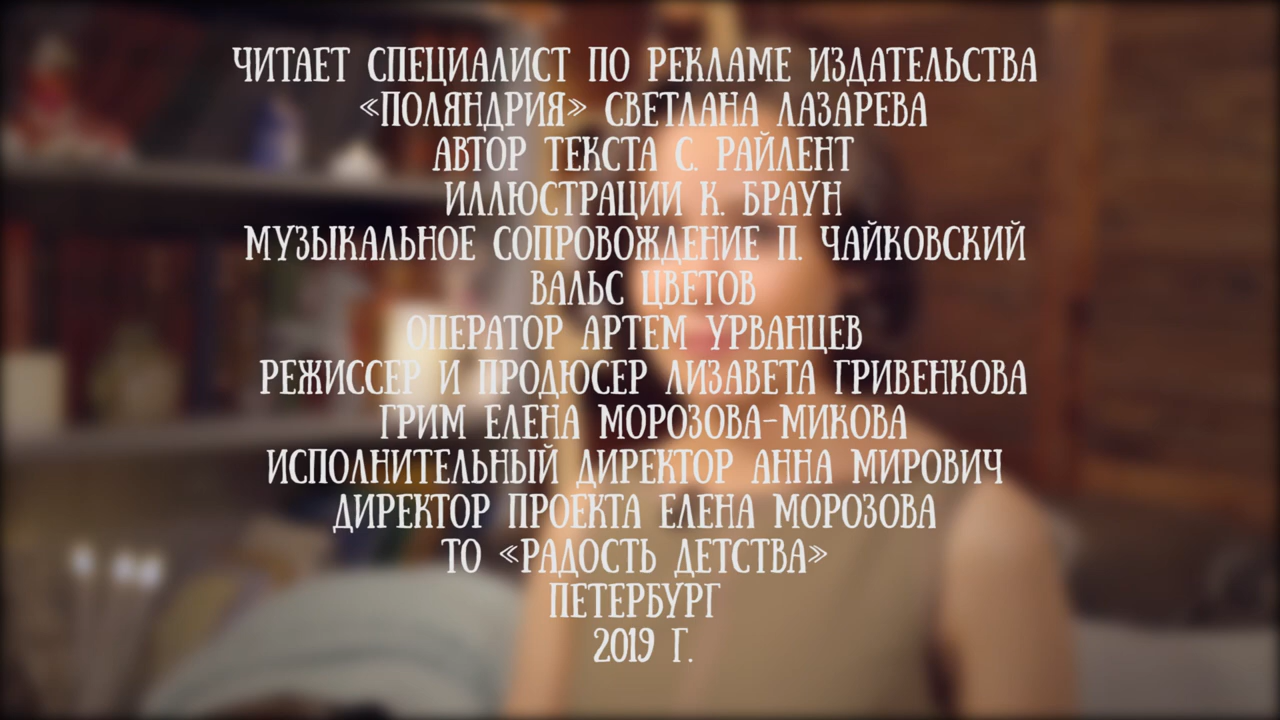 ЧИТАЕТ СПЕЦИАЛИСТ ПО РЕКЛАМЕ ИЗДАТЕЛЬСТВА
«ПОЛЯНДРИЯ» СВЕТЛАНА ЛАЗАРЕВА
АВТОР ТЕКСТА С. РАЙЛЕНТ
ИЛЛЮСТРАЦИИ К. БРАУН
МУЗЫКАЛЬНОЕ СОПРОВОЖДЕНИЕ П. ЧАЙКОВСКИЙ
ВАЛЬС ЦВЕТОВ
ОПЕРАТОР АРТЕМ УРВАНЦЕВ
РЕЖИССЕР И ПРОДЮСЕР ЛИЗАВЕТА ГРИВЕНКОВА
ГРИМ ЕЛЕНА МОРОЗОВА-МИКОВА
ИСПОЛНИТЕЛЬНЫЙ ДИРЕКТОР АННА МИРОВИЧ
ДИРЕКТОР ПРОЕКТА ЕЛЕНА МОРОЗОВА
ТО «РАДОСТЬ ДЕТСТВА»
ПЕТЕРБУРГ
2019 Г.